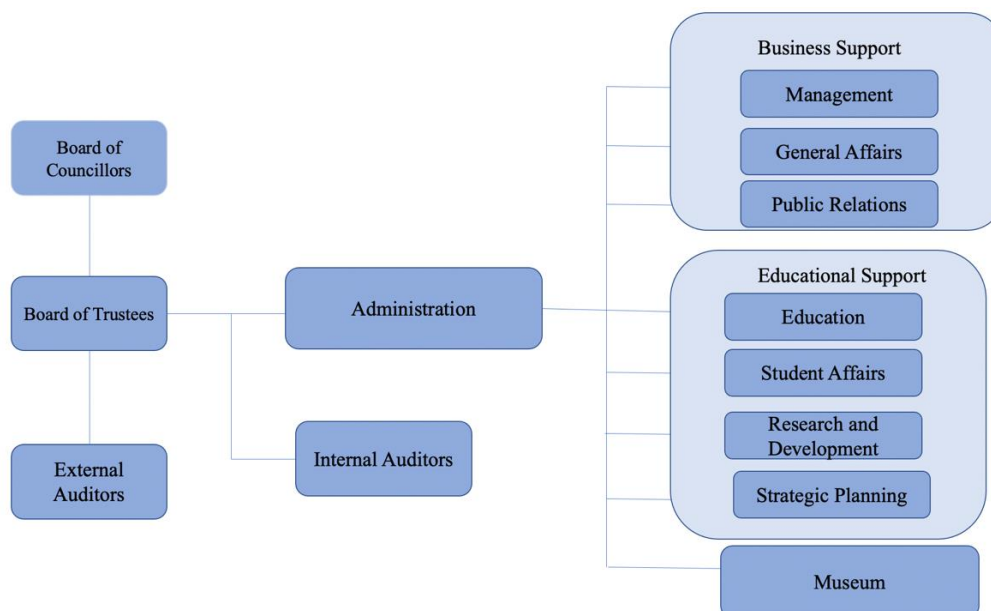 Board of
Councillors
Board of Trustees
External
Auditors
Administration
Internal Auditors
Business Support
Management
General Affairs
Public Relations
Educational Support
Education
Student Affairs
Research and
Development
Strategic Planning
Museum